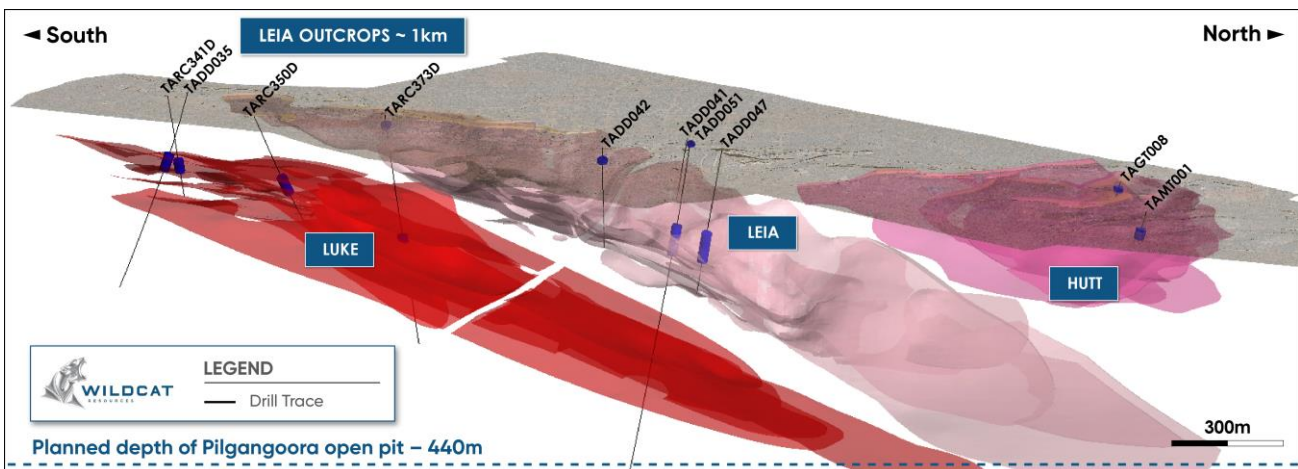 ◄ South
LEIA OUTCROPS ~ 1km
North ►
TARC341D
TADD035
TARC350D
TARC373D
TADD042
TADD041
TADD051
TADD047
TAGT008
TAMT001
LUKE
LEIA
HUTT
WILDCAT
RESOURCES
LEGEND
Drill Trace
300m
Planned depth of Pilgangoora open pit – 440m